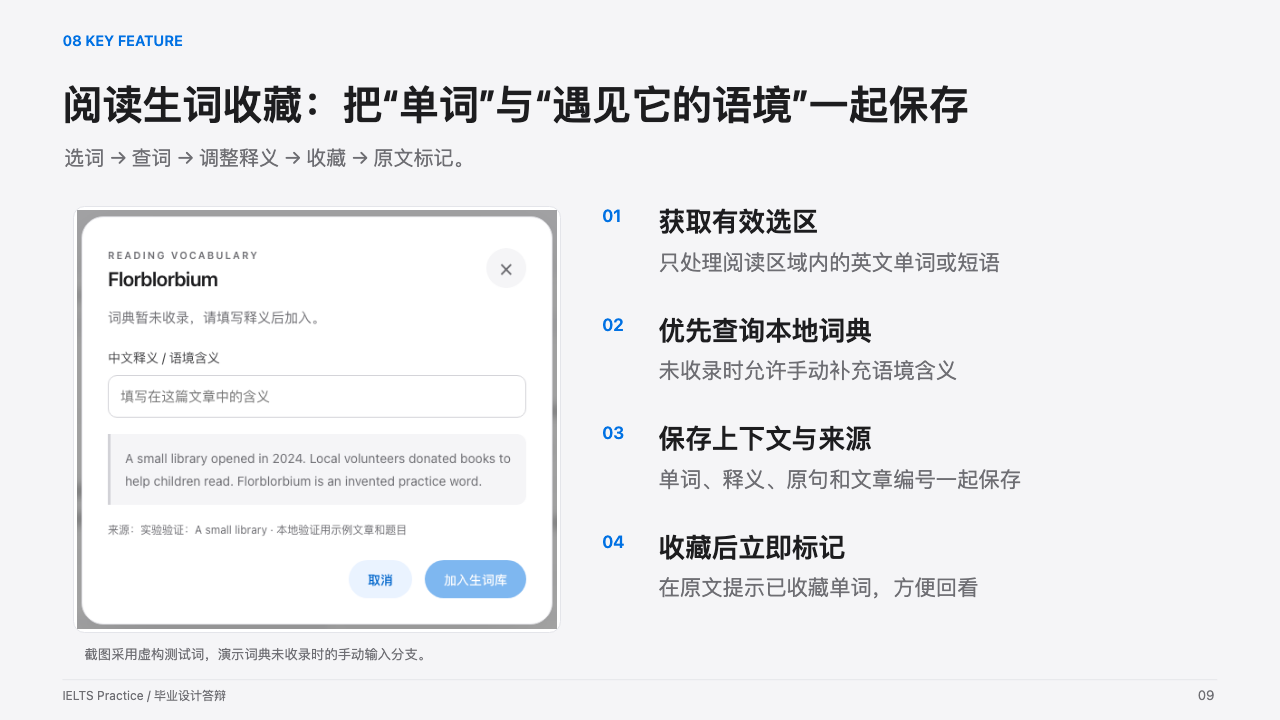 08 KEY FEATURE
阅读生词收藏：把“单词”与“遇见它的语境”一起保存
选词 → 查词 → 调整释义 → 收藏 → 原文标记。
READING VOCABULARY
Florblorbium
×
词典暂未收录，请填写释义后加入。
中文释义 / 语境含义
填写在这篇文章中的含义
A small library opened in 2024. Local volunteers donated books to
help children read. Florblorbium is an invented practice word.
来源：实验验证：A small library · 本地验证用示例文章和题目
取消 加入生词库
截图采用虚构测试词，演示词典未收录时的手动输入分支。
01 获取有效选区
只处理阅读区域内的英文单词或短语
02 优先查询本地词典
未收录时允许手动补充语境含义
03 保存上下文与来源
单词、释义、原句和文章编号一起保存
04 收藏后立即标记
在原文提示已收藏单词，方便回看
IELTS Practice / 毕业设计答辩
09